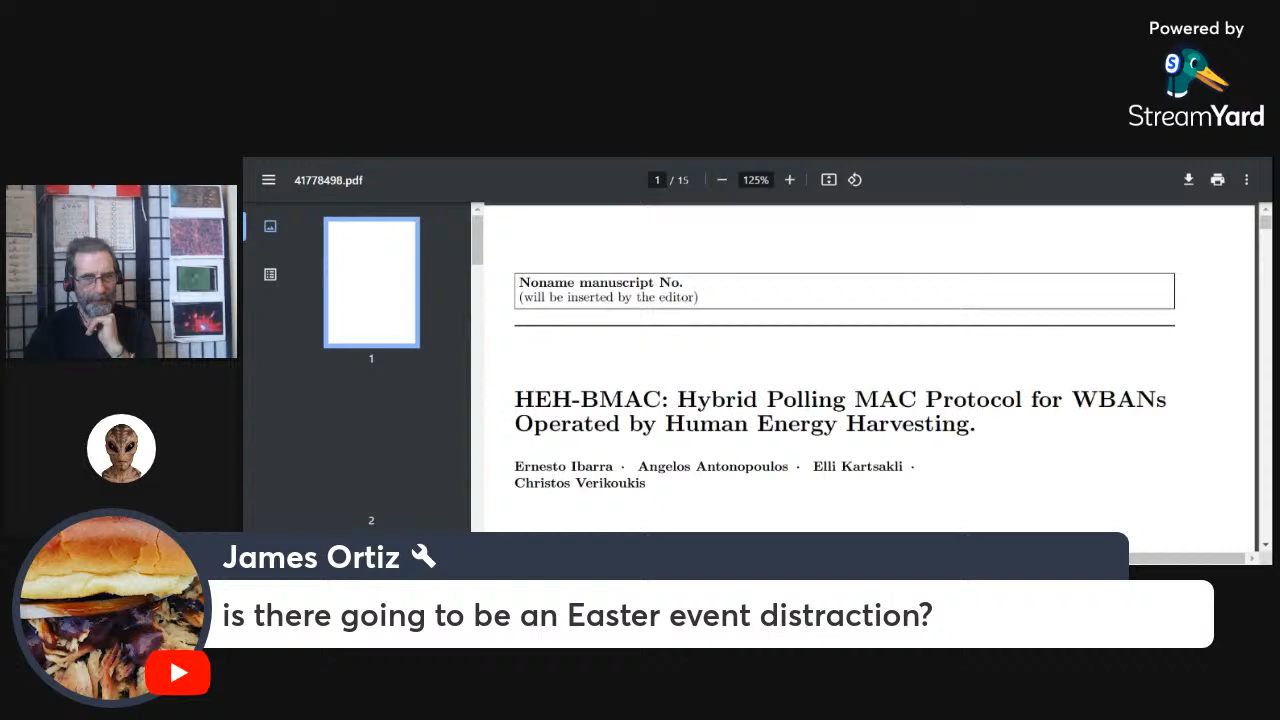 Powered by
S
StreamYard
41778498.pdf
1 / 15
125%
Noname manuscript No.
(will be inserted by the editor)
HEH-BMAC: Hybrid Polling MAC Protocol for WBANs
Operated by Human Energy Harvesting.
Ernesto Ibarra · Angelos Antonopoulos · Elli Kartsakli ·
Christos Verikoukis
1
2
James Ortiz
is there going to be an Easter event distraction?